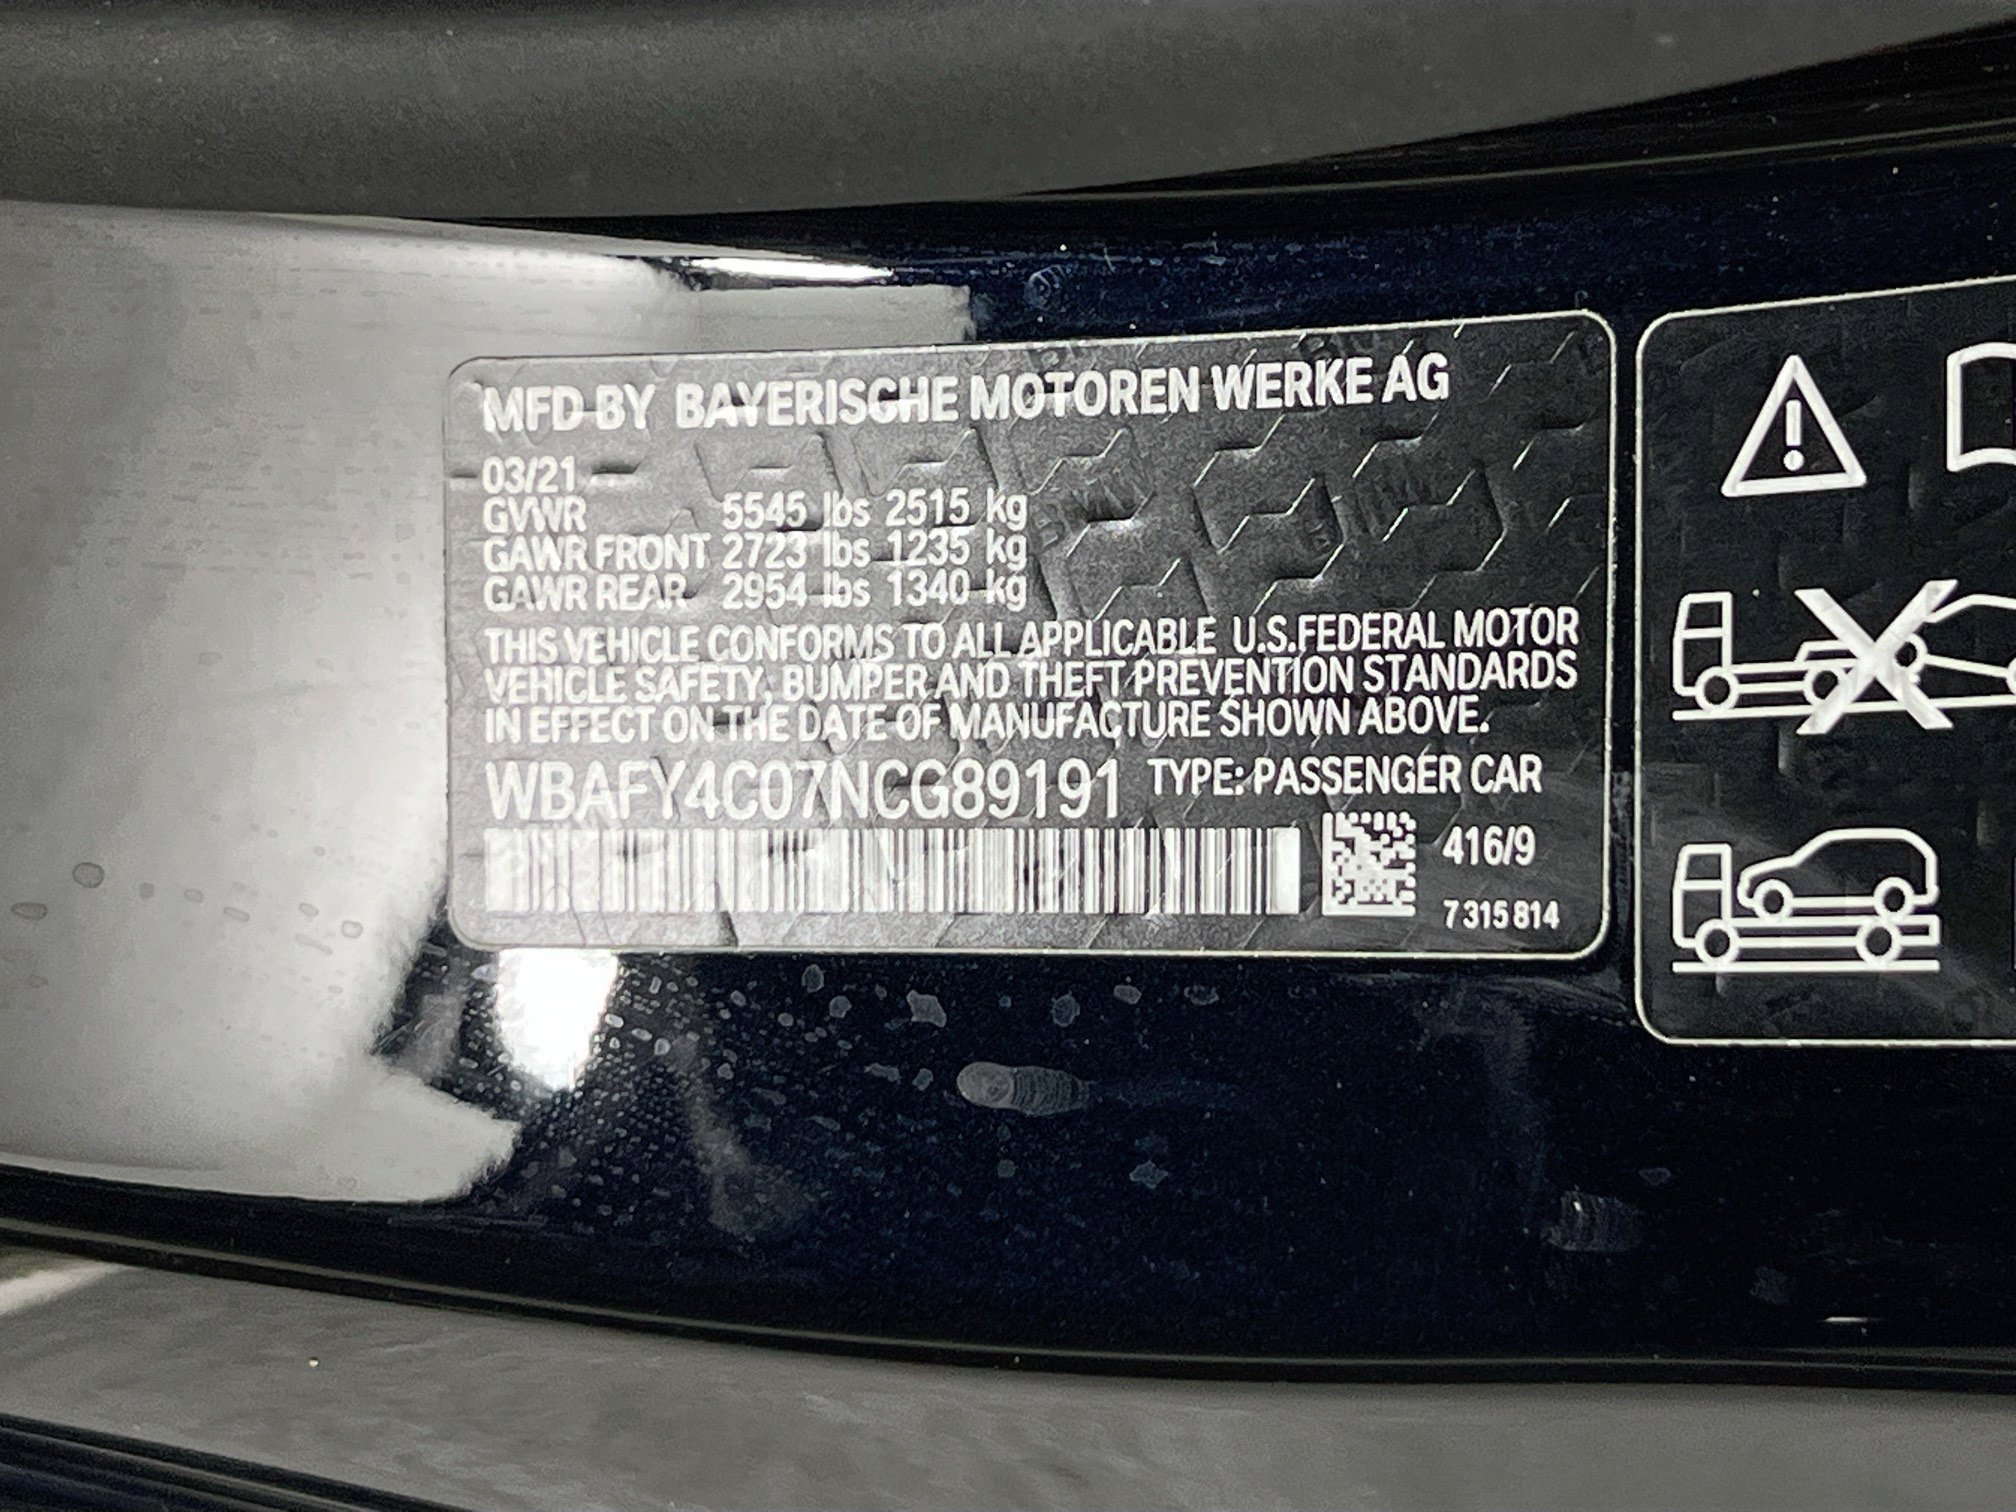 MFD BY BAYERISCHE MOTOREN WERKE AG
03/21
GVWR 5545 lbs 2515 kg
GAWR FRONT 2723 lbs 1235 kg
GAWR REAR 2954 lbs 1340 kg
THIS VEHICLE CONFORMS TO ALL APPLICABLE U.S.FEDERAL MOTOR
VEHICLE SAFETY, BUMPER AND THEFT PREVENTION STANDARDS
IN EFFECT ON THE DATE OF MANUFACTURE SHOWN ABOVE.
WBAFY4C07NCG89191 TYPE: PASSENGER CAR
416/9
7 315 814